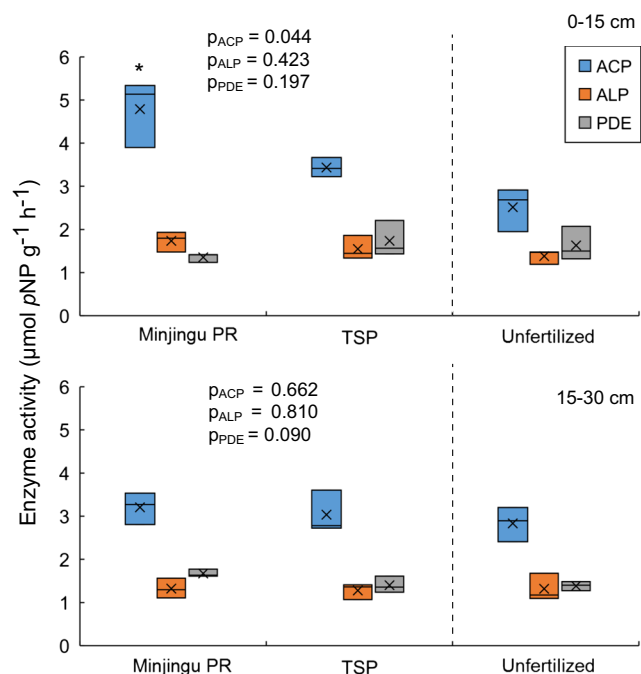 0-15 cm
pACP = 0.044
pALP = 0.423
pPDE = 0.197
*
ACP
ALP
PDE
6
5
4
3
2
1
0
Minjingu PR
TSP
Unfertilized
Enzyme activity (µmol pNP g⁻¹ h⁻¹)
15-30 cm
pACP = 0.662
pALP = 0.810
pPDE = 0.090
6
5
4
3
2
1
0
Minjingu PR
TSP
Unfertilized